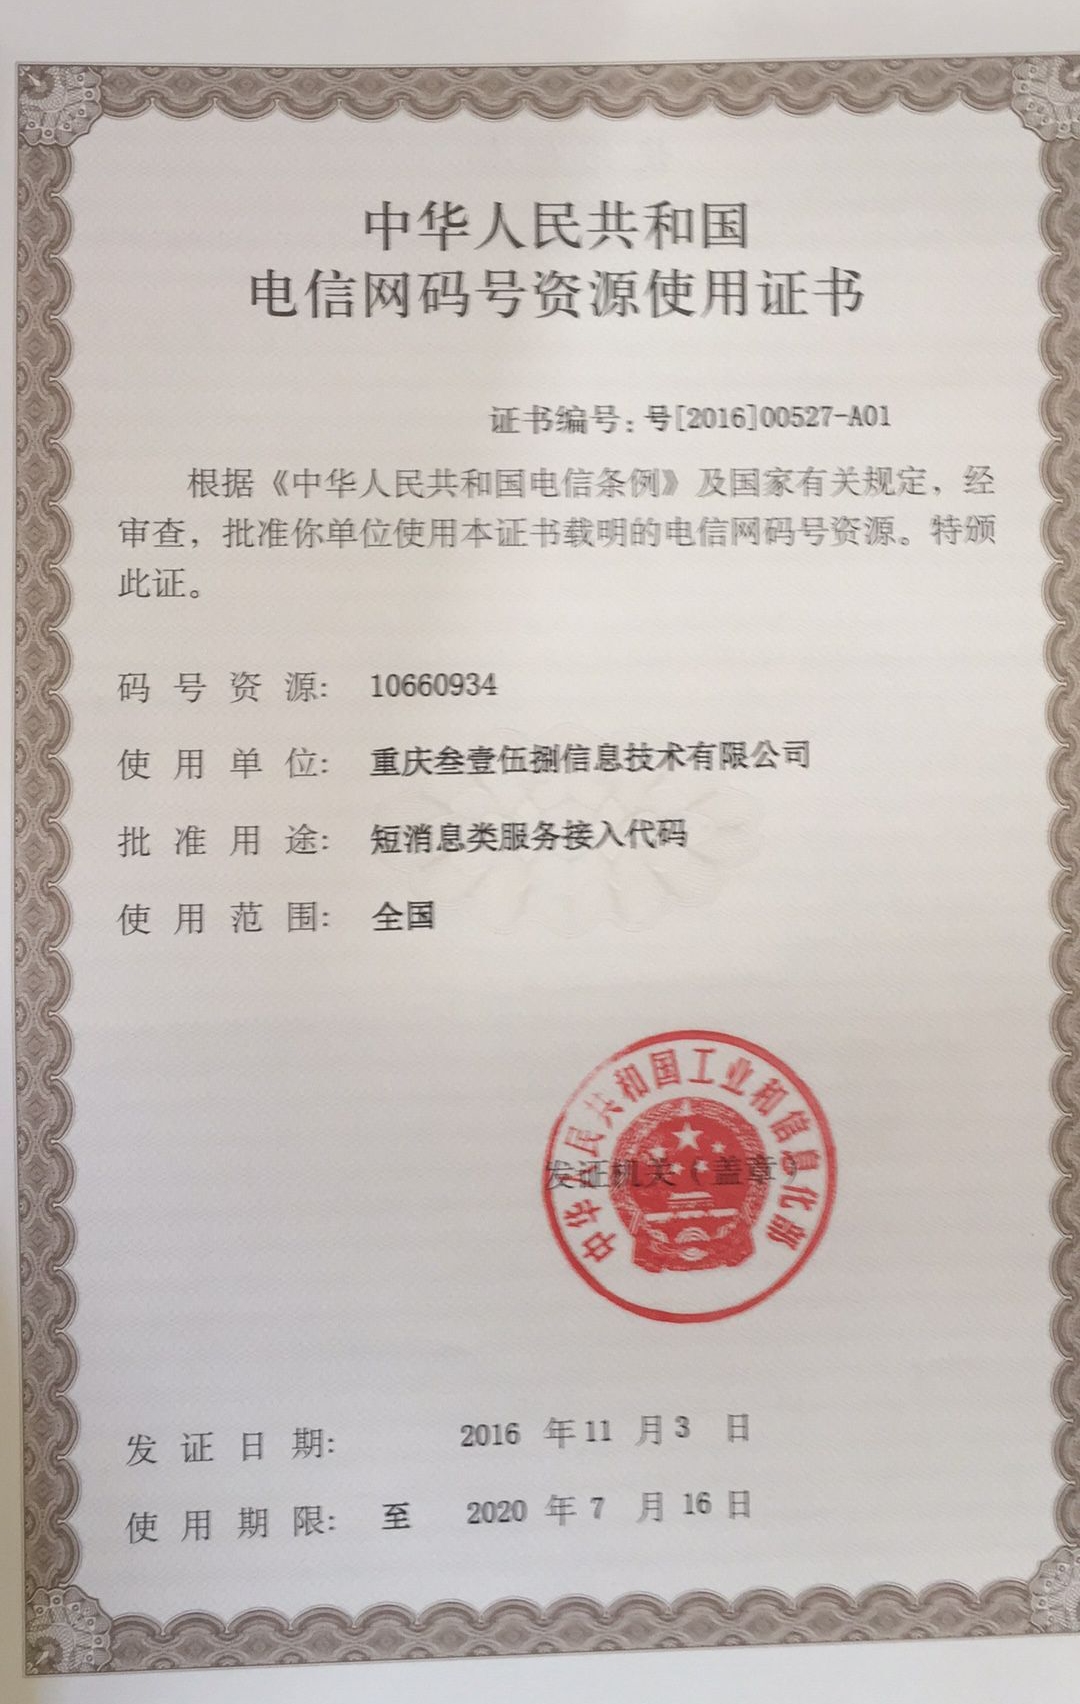 中华人民共和国
电信网码号资源使用证书
证书编号：号[2016]00527-A01
根据《中华人民共和国电信条例》及国家有关规定，经
审查，批准你单位使用本证书载明的电信网码号资源。特颁
此证。
码号资源: 10660934
使用单位: 重庆叁壹伍捌信息技术有限公司
批准用途: 短消息类服务接入代码
使用范围: 全国
中华人民共和国工业和信息化部
发证机关（盖章）
发证日期: 2016 年 11 月 3 日
使用期限: 至 2020 年 7 月 16 日